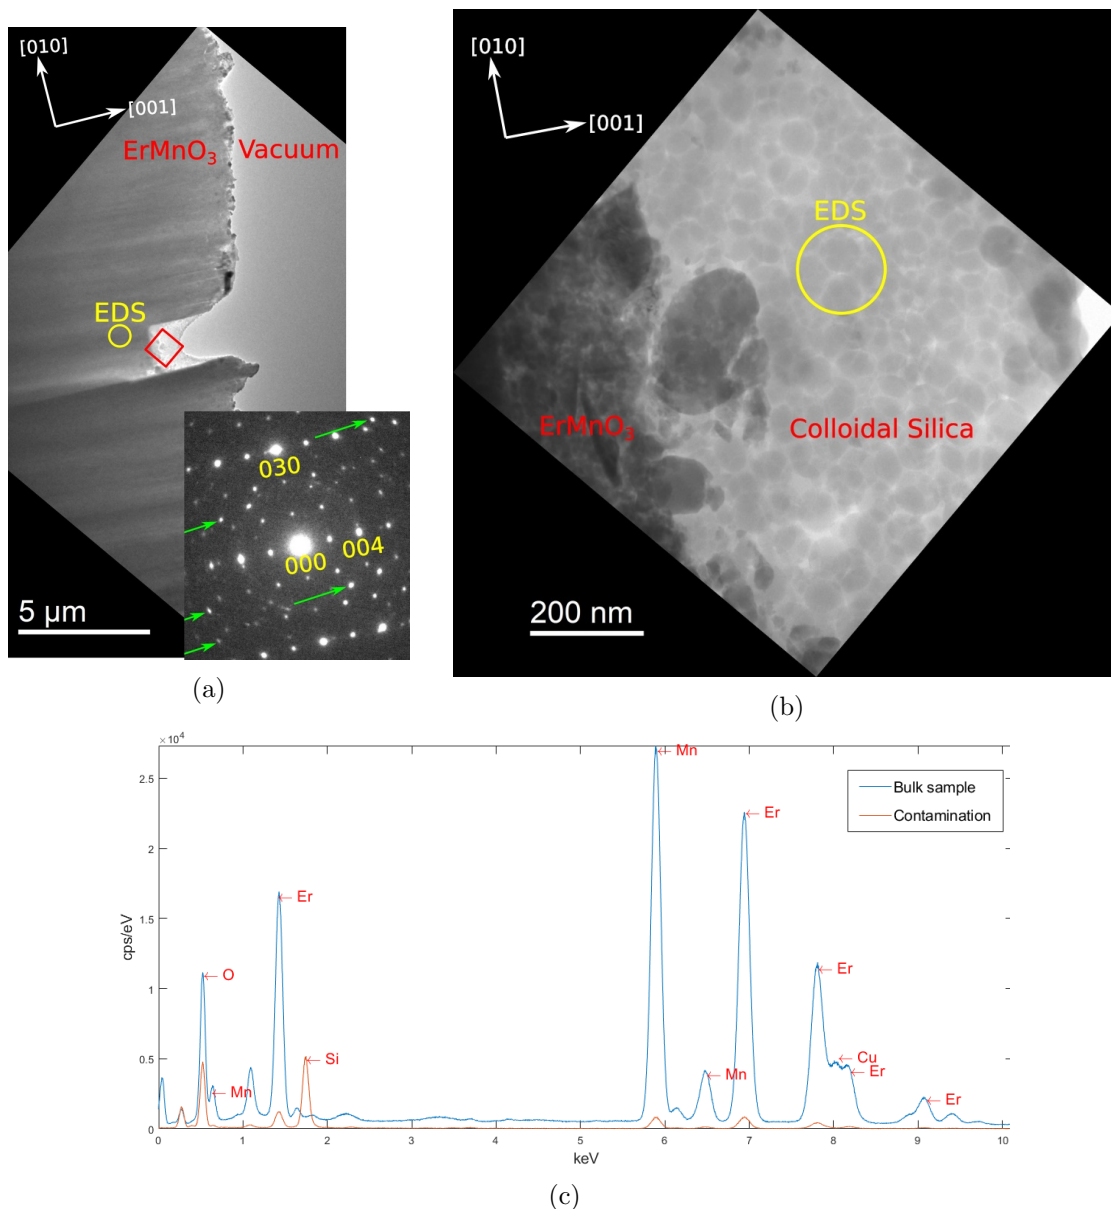 [010]
[001]
ErMnO₃ Vacuum
EDS
030
000 004
5 µm
(a)
[010]
[001]
EDS
ErMnO₃
Colloidal Silica
200 nm
(b)
×10⁴
2.5
2
1.5
1
0.5
0
cps/eV
0 1 2 3 4 5 6 7 8 9 10
keV
O
Mn
Er
Si
Mn
Mn
Er
Er
Cu
Er
Er
Bulk sample
Contamination
(c)